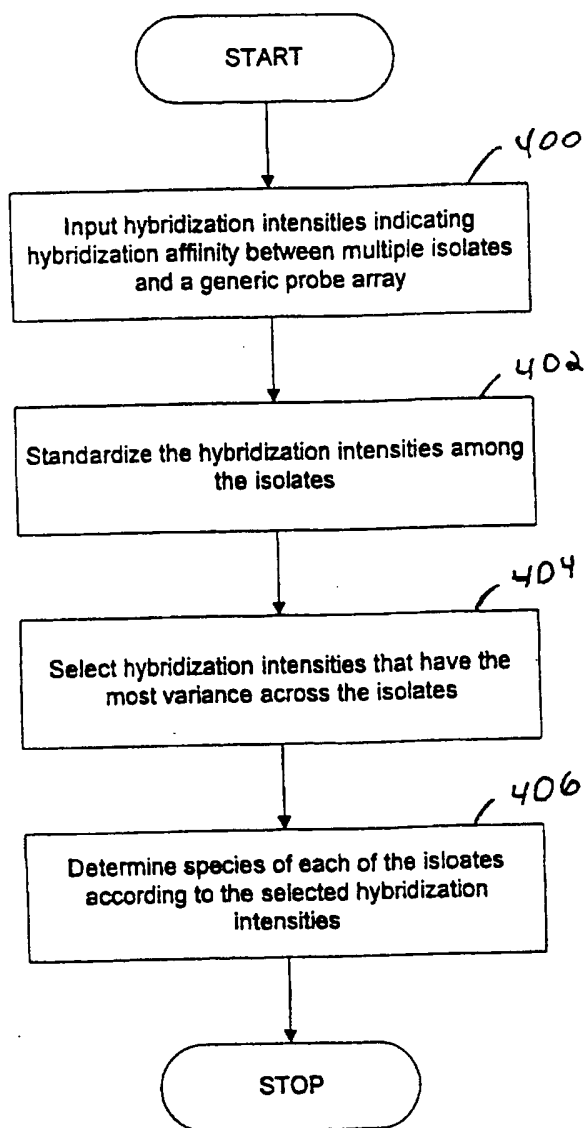 START
400
Input hybridization intensities indicating
hybridization affinity between multiple isolates
and a generic probe array
402
Standardize the hybridization intensities among
the isolates
404
Select hybridization intensities that have the
most variance across the isolates
406
Determine species of each of the isloates
according to the selected hybridization
intensities
STOP